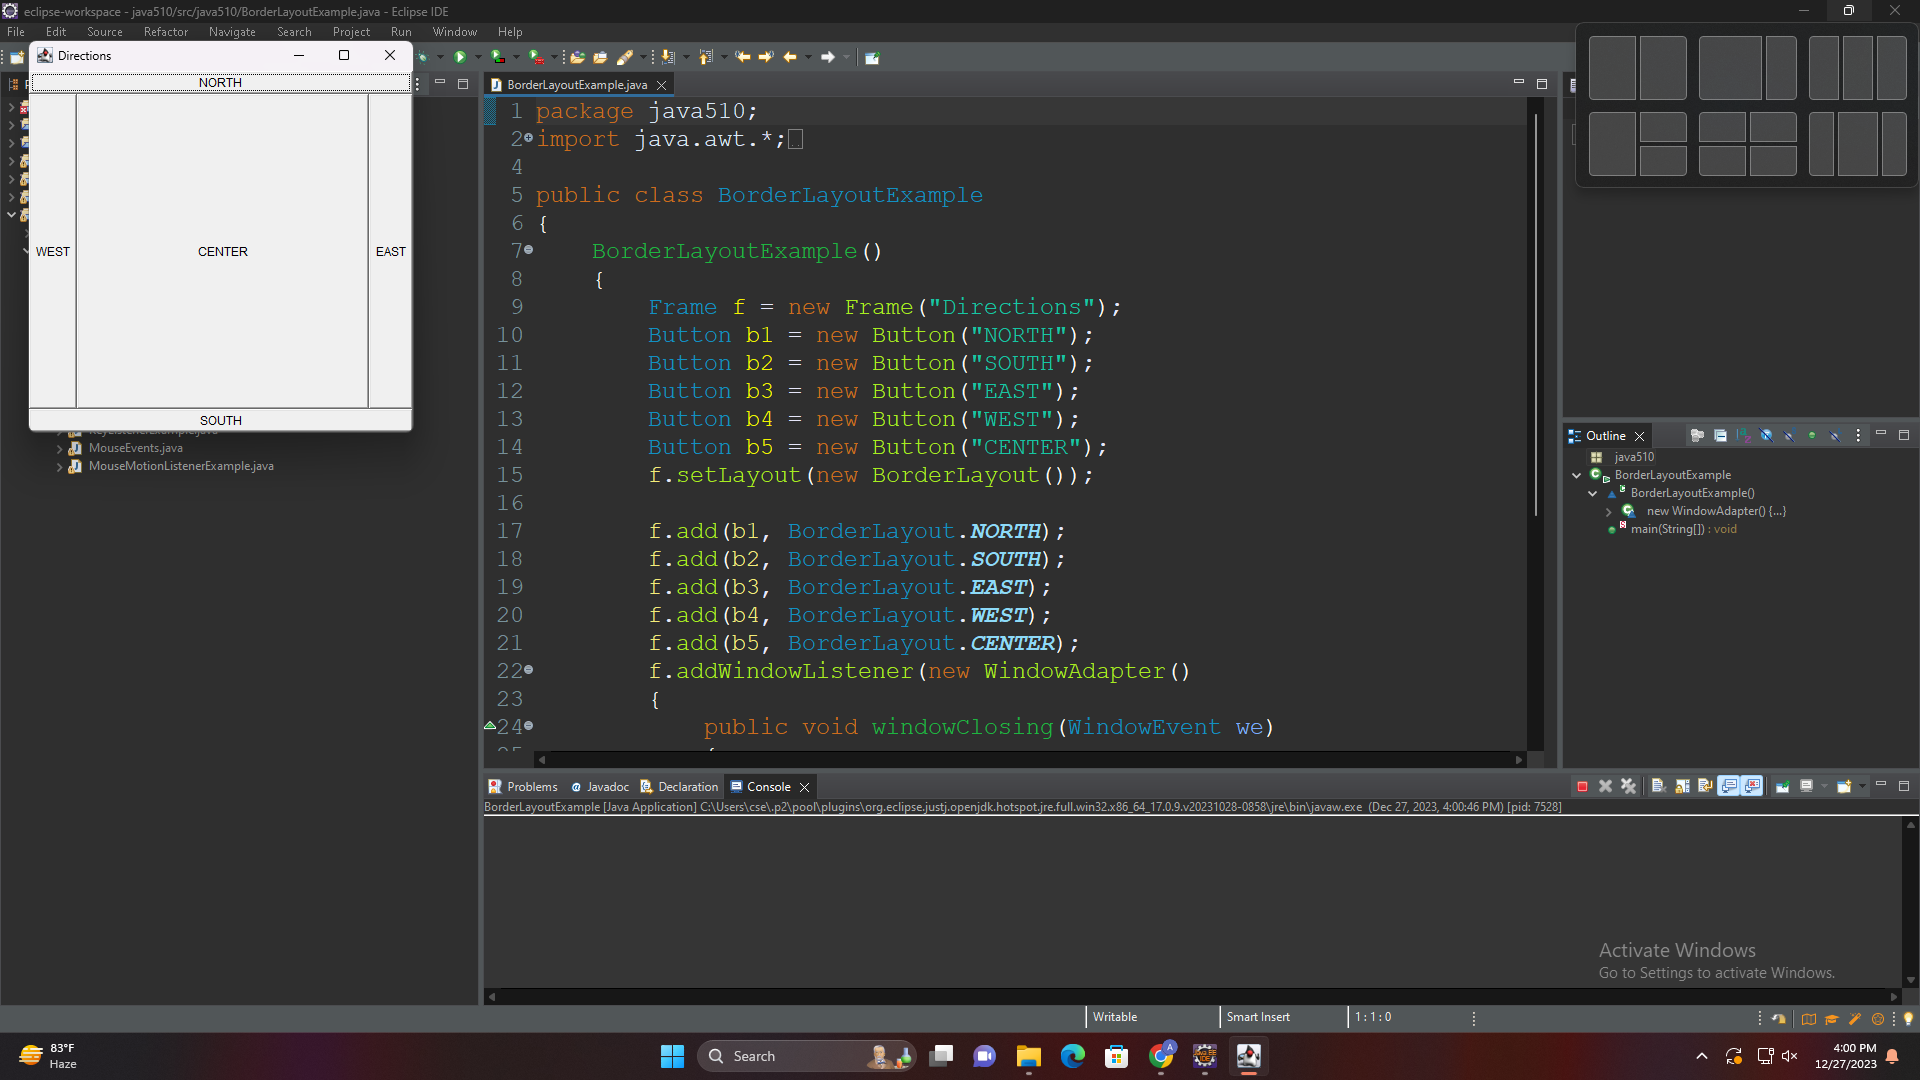 eclipse-workspace - java510/src/java510/BorderLayoutExample.java - Eclipse IDE
File Edit Source Refactor Navigate Search Project Run Window Help
Directions
NORTH
WEST
CENTER
EAST
SOUTH
MouseEvents.java
MouseMotionListenerExample.java
BorderLayoutExample.java
1 package java510;
2 import java.awt.*;
4
5 public class BorderLayoutExample
6 {
7 BorderLayoutExample()
8 {
9 Frame f = new Frame("Directions");
10 Button b1 = new Button("NORTH");
11 Button b2 = new Button("SOUTH");
12 Button b3 = new Button("EAST");
13 Button b4 = new Button("WEST");
14 Button b5 = new Button("CENTER");
15 f.setLayout(new BorderLayout());
16
17 f.add(b1, BorderLayout.NORTH);
18 f.add(b2, BorderLayout.SOUTH);
19 f.add(b3, BorderLayout.EAST);
20 f.add(b4, BorderLayout.WEST);
21 f.add(b5, BorderLayout.CENTER);
22 f.addWindowListener(new WindowAdapter()
23 {
24 public void windowClosing(WindowEvent we)
Outline
java510
BorderLayoutExample
BorderLayoutExample()
new WindowAdapter() {...}
main(String[]) : void
Problems @ Javadoc Declaration Console
BorderLayoutExample [Java Application] C:\Users\cse\.p2\pool\plugins\org.eclipse.justj.openjdk.hotspot.jre.full.win32.x86_64_17.0.9.v20231028-0858\jre\bin\javaw.exe (Dec 27, 2023, 4:00:46 PM) [pid: 7528]
Activate Windows
Go to Settings to activate Windows.
Writable Smart Insert 1 : 1 : 0
83°F
Haze
Search
4:00 PM
12/27/2023